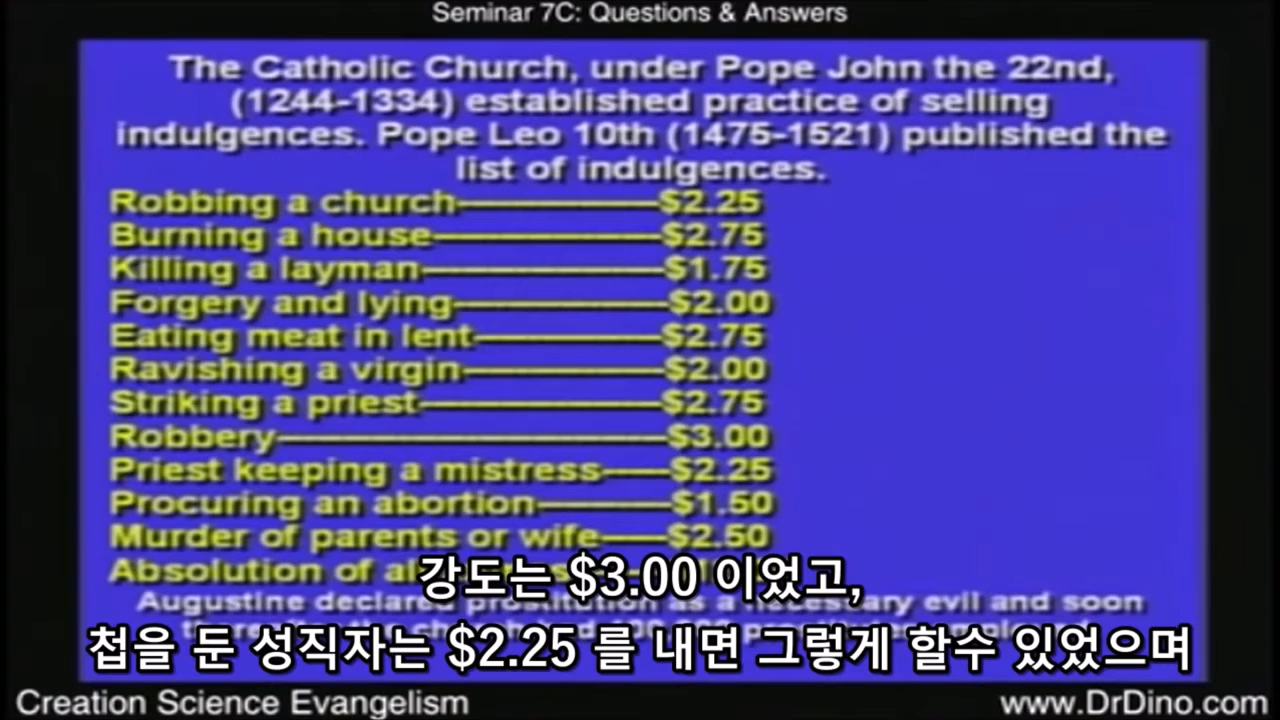 Seminar 7C: Questions & Answers
The Catholic Church, under Pope John the 22nd,
(1244-1334) established practice of selling
indulgences. Pope Leo 10th (1475-1521) published the
list of indulgences.
Robbing a church $2.25
Burning a house $2.75
Killing a layman $1.75
Forgery and lying $2.00
Eating meat in lent $2.75
Ravishing a virgin $2.00
Striking a priest $2.75
Robbery $3.00
Priest keeping a mistress $2.25
Procuring an abortion $1.50
Murder of parents or wife $2.50
Absolution of
강도는 $3.00 이었고,
Augustine declared prostitution as a necessary evil and soon
첩을 둔 성직자는 $2.25 를 내면 그렇게 할수 있었으며
Creation Science Evangelism
www.DrDino.com